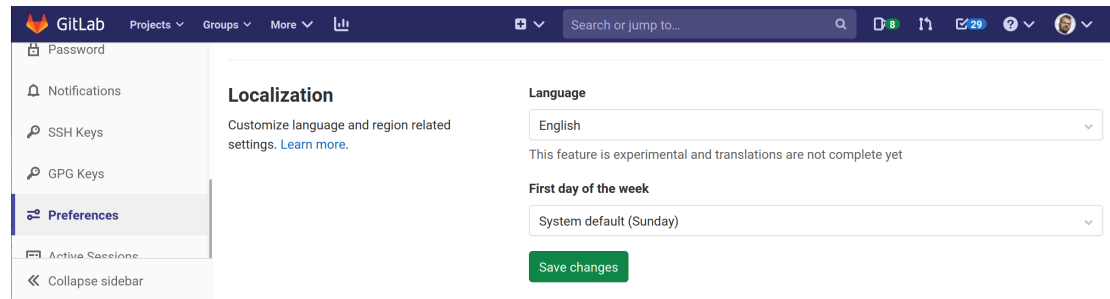 GitLab Projects Groups More Search or jump to... 8 29
Password
Notifications
SSH Keys
GPG Keys
Preferences
Active Sessions
Collapse sidebar
Localization
Customize language and region related
settings. Learn more.
Language
English
This feature is experimental and translations are not complete yet
First day of the week
System default (Sunday)
Save changes